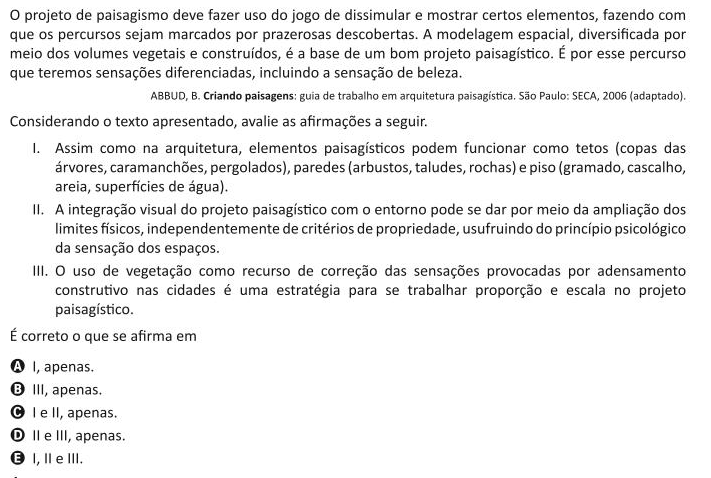 O projeto de paisagismo deve fazer uso do jogo de dissimular e mostrar certos elementos, fazendo com
que os percursos sejam marcados por prazerosas descobertas. A modelagem espacial, diversificada por
meio dos volumes vegetais e construídos, é a base de um bom projeto paisagístico. É por esse percurso
que teremos sensações diferenciadas, incluindo a sensação de beleza.
ABBUD, B. Criando paisagens: guia de trabalho em arquitetura paisagística. São Paulo: SECA, 2006 (adaptado).
Considerando o texto apresentado, avalie as afirmações a seguir.
I. Assim como na arquitetura, elementos paisagísticos podem funcionar como tetos (copas das
árvores, caramanchões, pergolados), paredes (arbustos, taludes, rochas) e piso (gramado, cascalho,
areia, superfícies de água).
II. A integração visual do projeto paisagístico com o entorno pode se dar por meio da ampliação dos
limites físicos, independentemente de critérios de propriedade, usufruindo do princípio psicológico
da sensação dos espaços.
III. O uso de vegetação como recurso de correção das sensações provocadas por adensamento
construtivo nas cidades é uma estratégia para se trabalhar proporção e escala no projeto
paisagístico.
É correto o que se afirma em
A I, apenas.
B III, apenas.
C I e II, apenas.
D II e III, apenas.
E I, II e III.